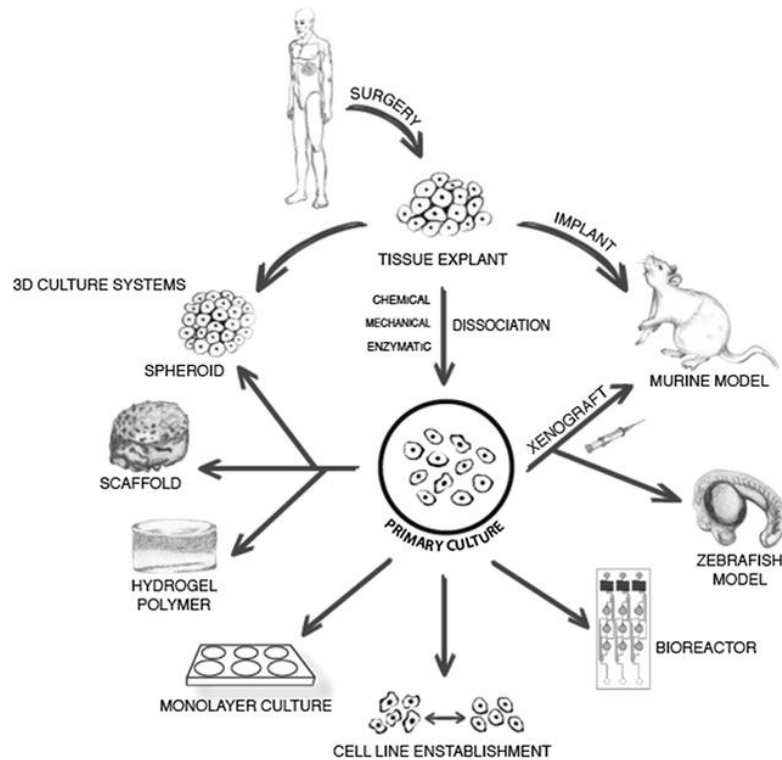 SURGERY
TISSUE EXPLANT
IMPLANT
3D CULTURE SYSTEMS
SPHEROID
CHEMICAL
MECHANICAL
ENZYMATIC
DISSOCIATION
MURINE MODEL
XENOGRAFT
SCAFFOLD
PRIMARY CULTURE
HYDROGEL
POLYMER
ZEBRAFISH
MODEL
BIOREACTOR
MONOLAYER CULTURE
CELL LINE ENSTABLISHMENT